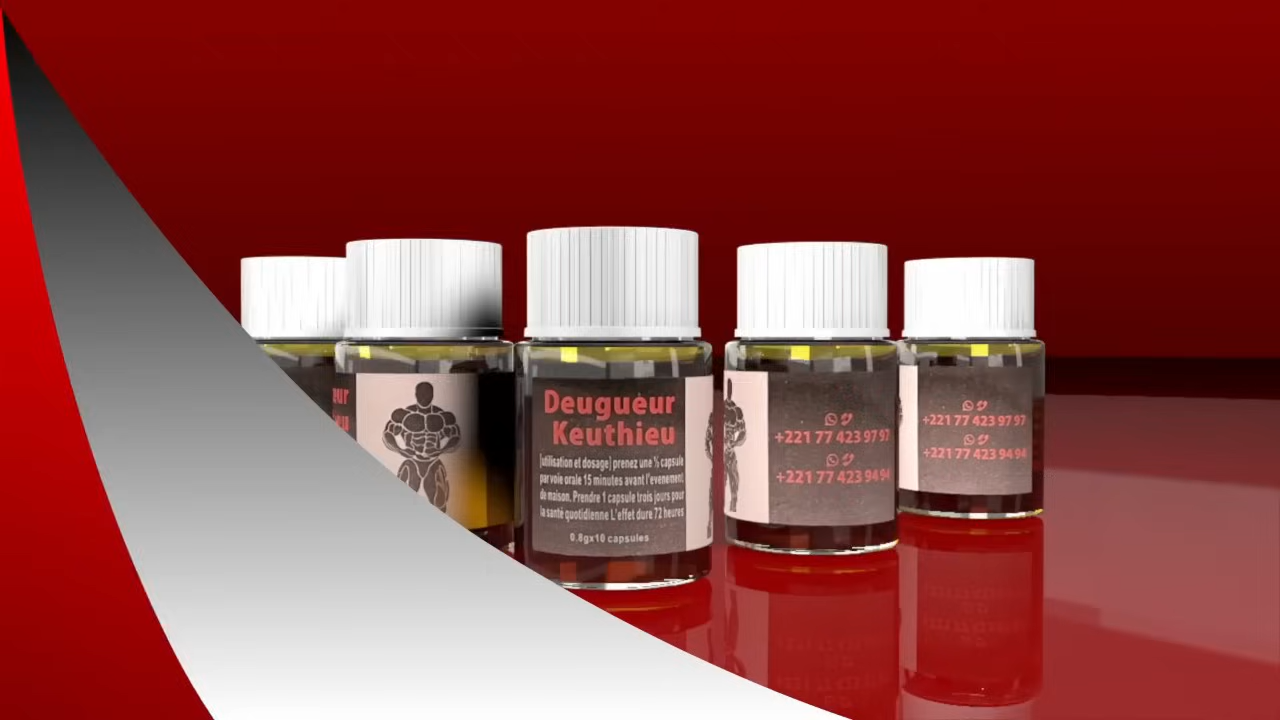 eur
Deugueur
Keuthieu
[utilisation et dosage] prenez une ½ capsule
par voie orale 15 minutes avant l'evenement
de maison. Prendre 1 capsule trois jours pour
la santé quotidienne L'effet dure 72 heures
0.8gx10 capsules
+221 77 423 97 97
+221 77 423 94 94
+221 77 423 97 97
+221 77 423 94 94